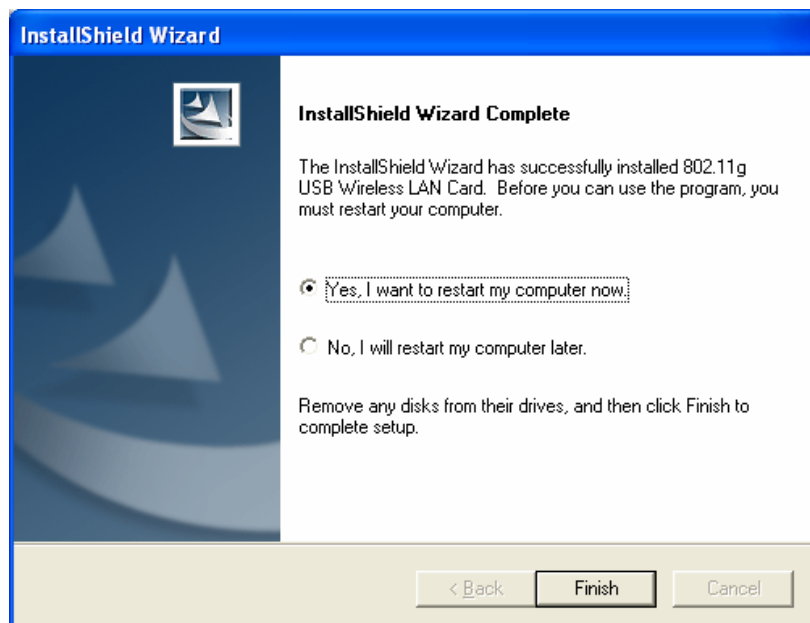 InstallShield Wizard
InstallShield Wizard Complete
The InstallShield Wizard has successfully installed 802.11g
USB Wireless LAN Card.  Before you can use the program, you
must restart your computer.
Yes, I want to restart my computer now.
No, I will restart my computer later.
Remove any disks from their drives, and then click Finish to
complete setup.
< Back
Finish
Cancel